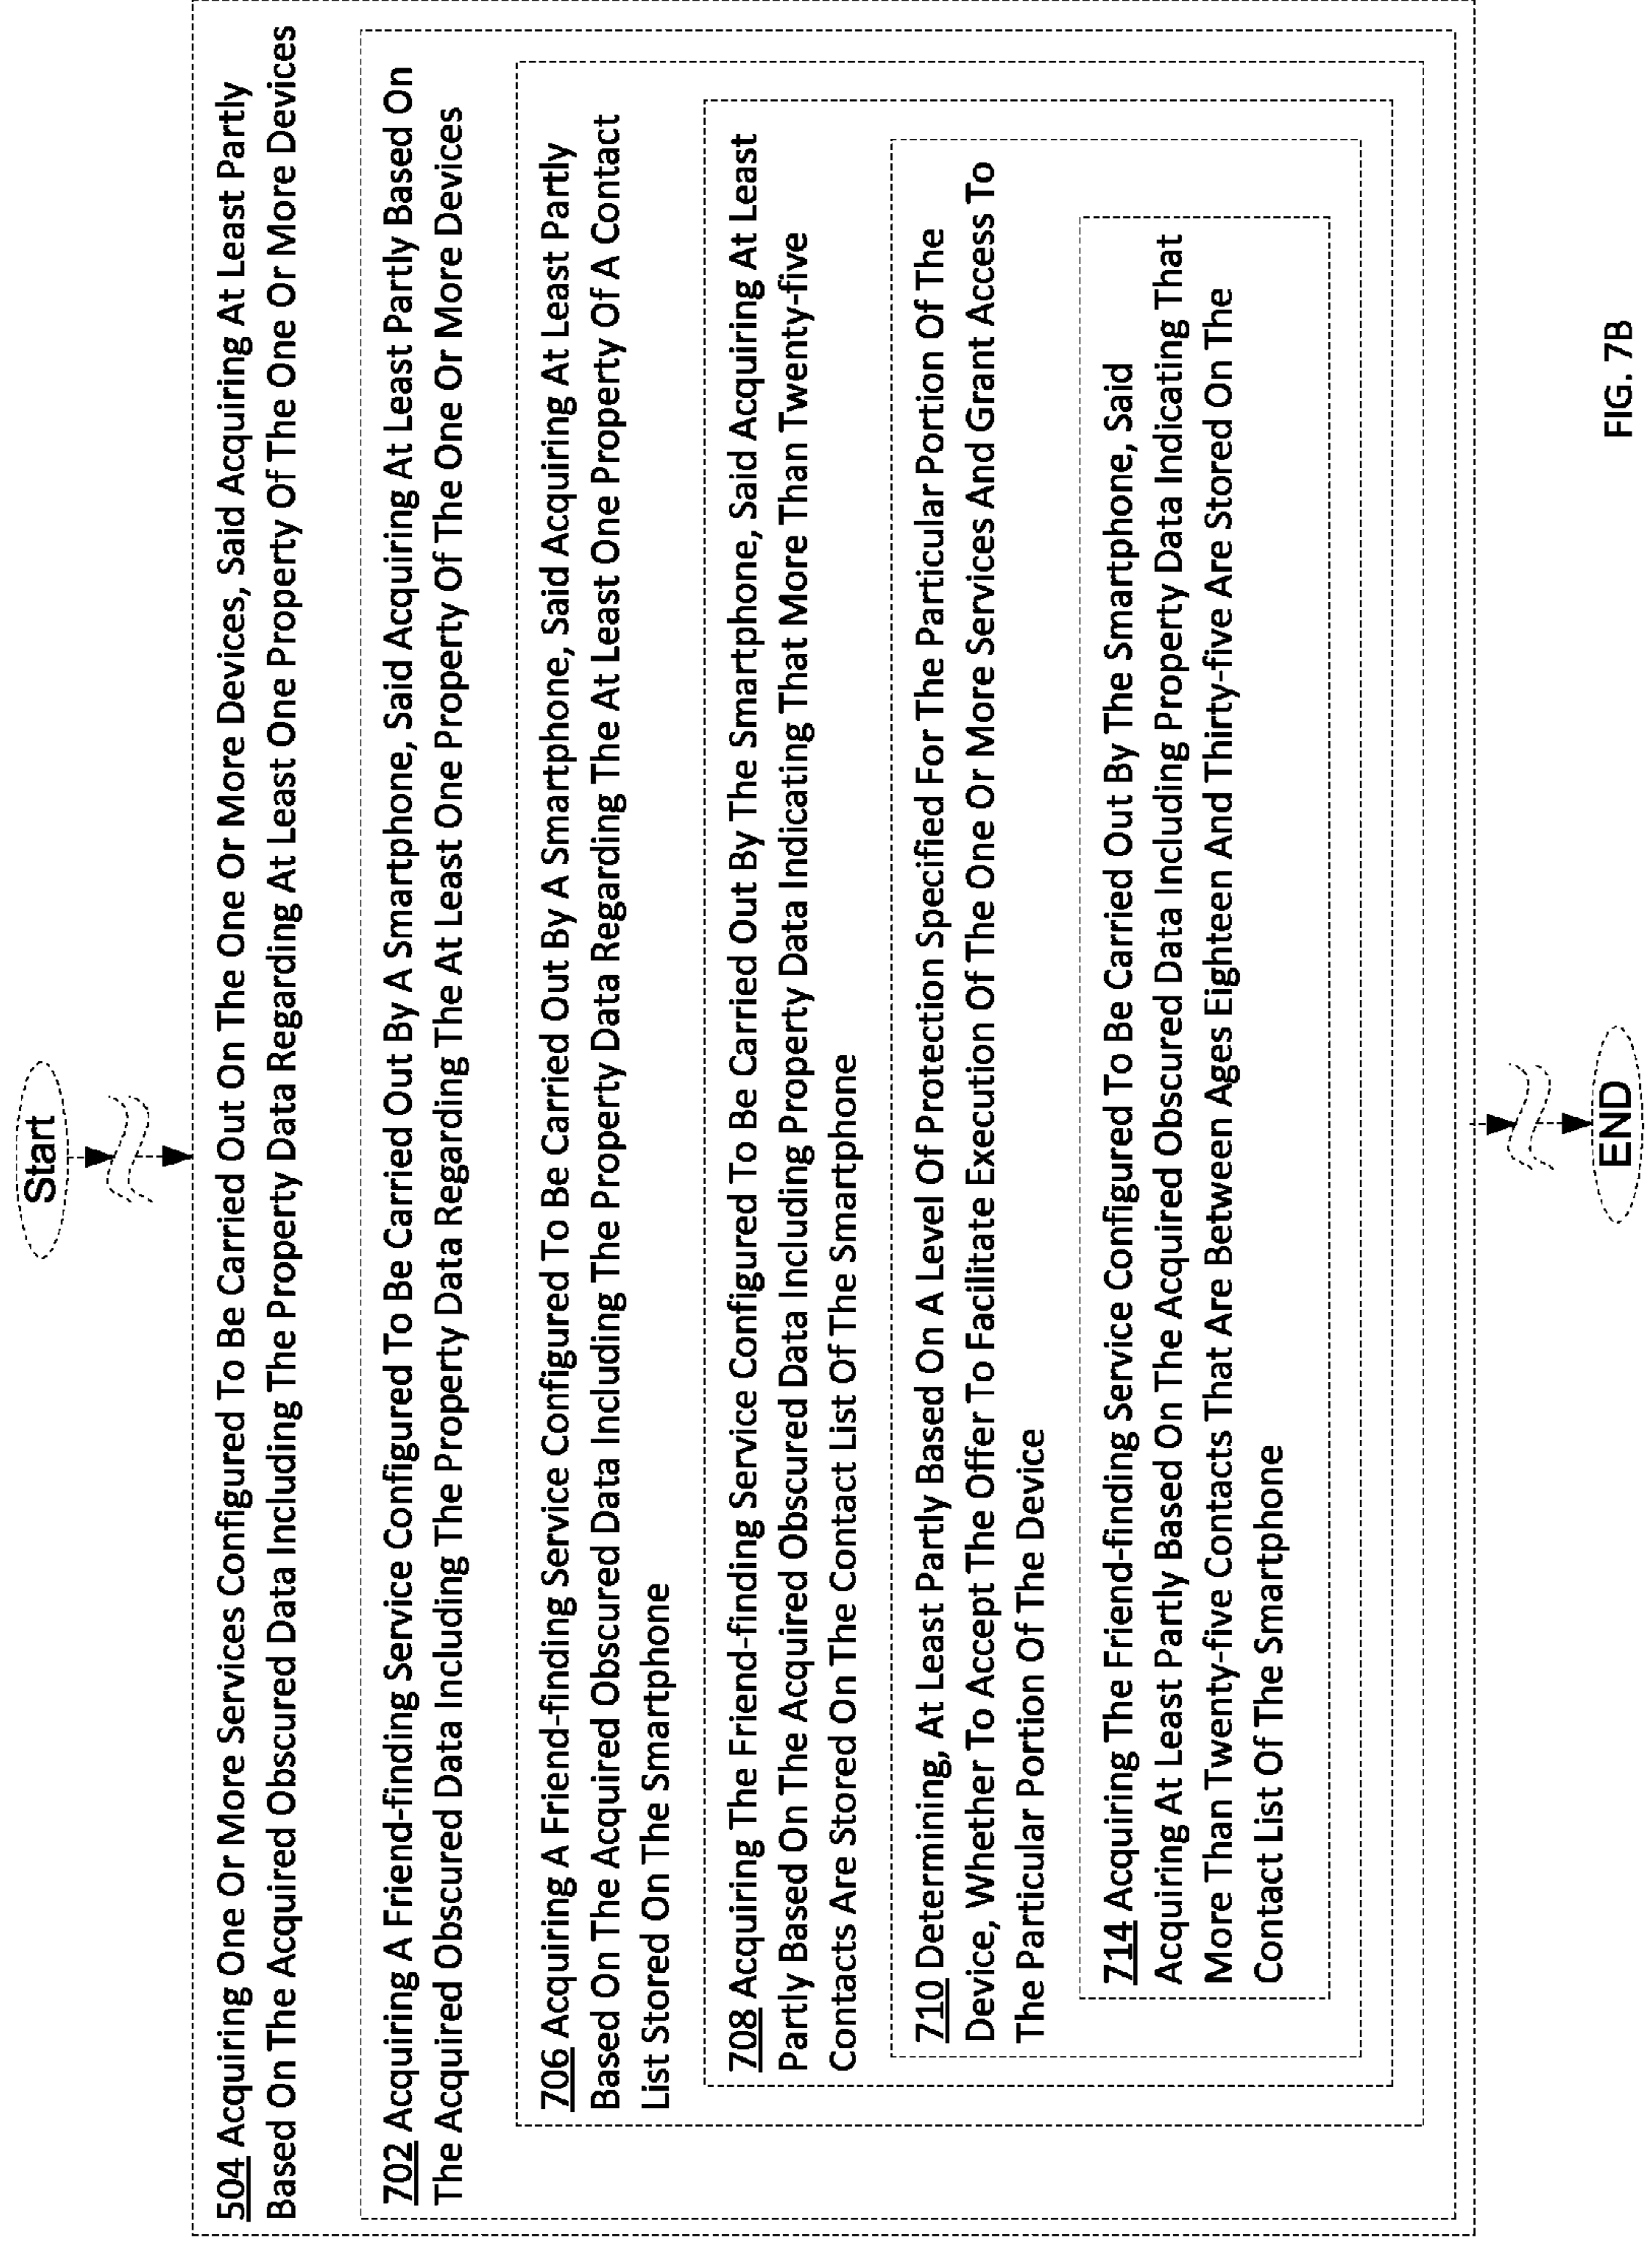 Start
504 Acquiring One Or More Services Configured To Be Carried Out On The One Or More Devices, Said Acquiring At Least Partly
Based On The Acquired Obscured Data Including The Property Data Regarding At Least One Property Of The One Or More Devices
702 Acquiring A Friend-finding Service Configured To Be Carried Out By A Smartphone, Said Acquiring At Least Partly Based On
The Acquired Obscured Data Including The Property Data Regarding The At Least One Property Of The One Or More Devices
706 Acquiring A Friend-finding Service Configured To Be Carried Out By A Smartphone, Said Acquiring At Least Partly
Based On The Acquired Obscured Data Including The Property Data Regarding The At Least One Property Of A Contact
List Stored On The Smartphone
708 Acquiring The Friend-finding Service Configured To Be Carried Out By The Smartphone, Said Acquiring At Least
Partly Based On The Acquired Obscured Data Including Property Data Indicating That More Than Twenty-five
Contacts Are Stored On The Contact List Of The Smartphone
710 Determining, At Least Partly Based On A Level Of Protection Specified For The Particular Portion Of The
Device, Whether To Accept The Offer To Facilitate Execution Of The One Or More Services And Grant Access To
The Particular Portion Of The Device
714 Acquiring The Friend-finding Service Configured To Be Carried Out By The Smartphone, Said
Acquiring At Least Partly Based On The Acquired Obscured Data Including Property Data Indicating That
More Than Twenty-five Contacts That Are Between Ages Eighteen And Thirty-five Are Stored On The
Contact List Of The Smartphone
END
FIG. 7B